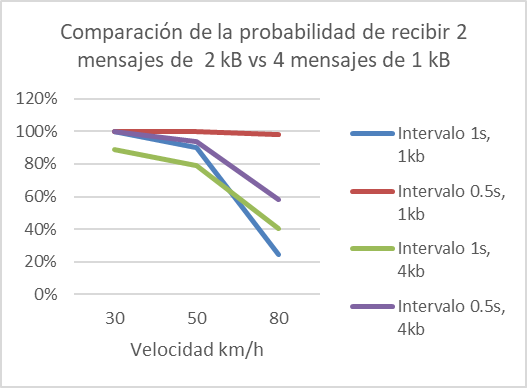 Comparación de la probabilidad de recibir 2
mensajes de  2 kB vs 4 mensajes de 1 kB
120%
100%
80%
60%
40%
20%
0%
30 50 80
Velocidad km/h
Intervalo 1s,
1kb
Intervalo 0.5s,
1kb
Intervalo 1s,
4kb
Intervalo 0.5s,
4kb